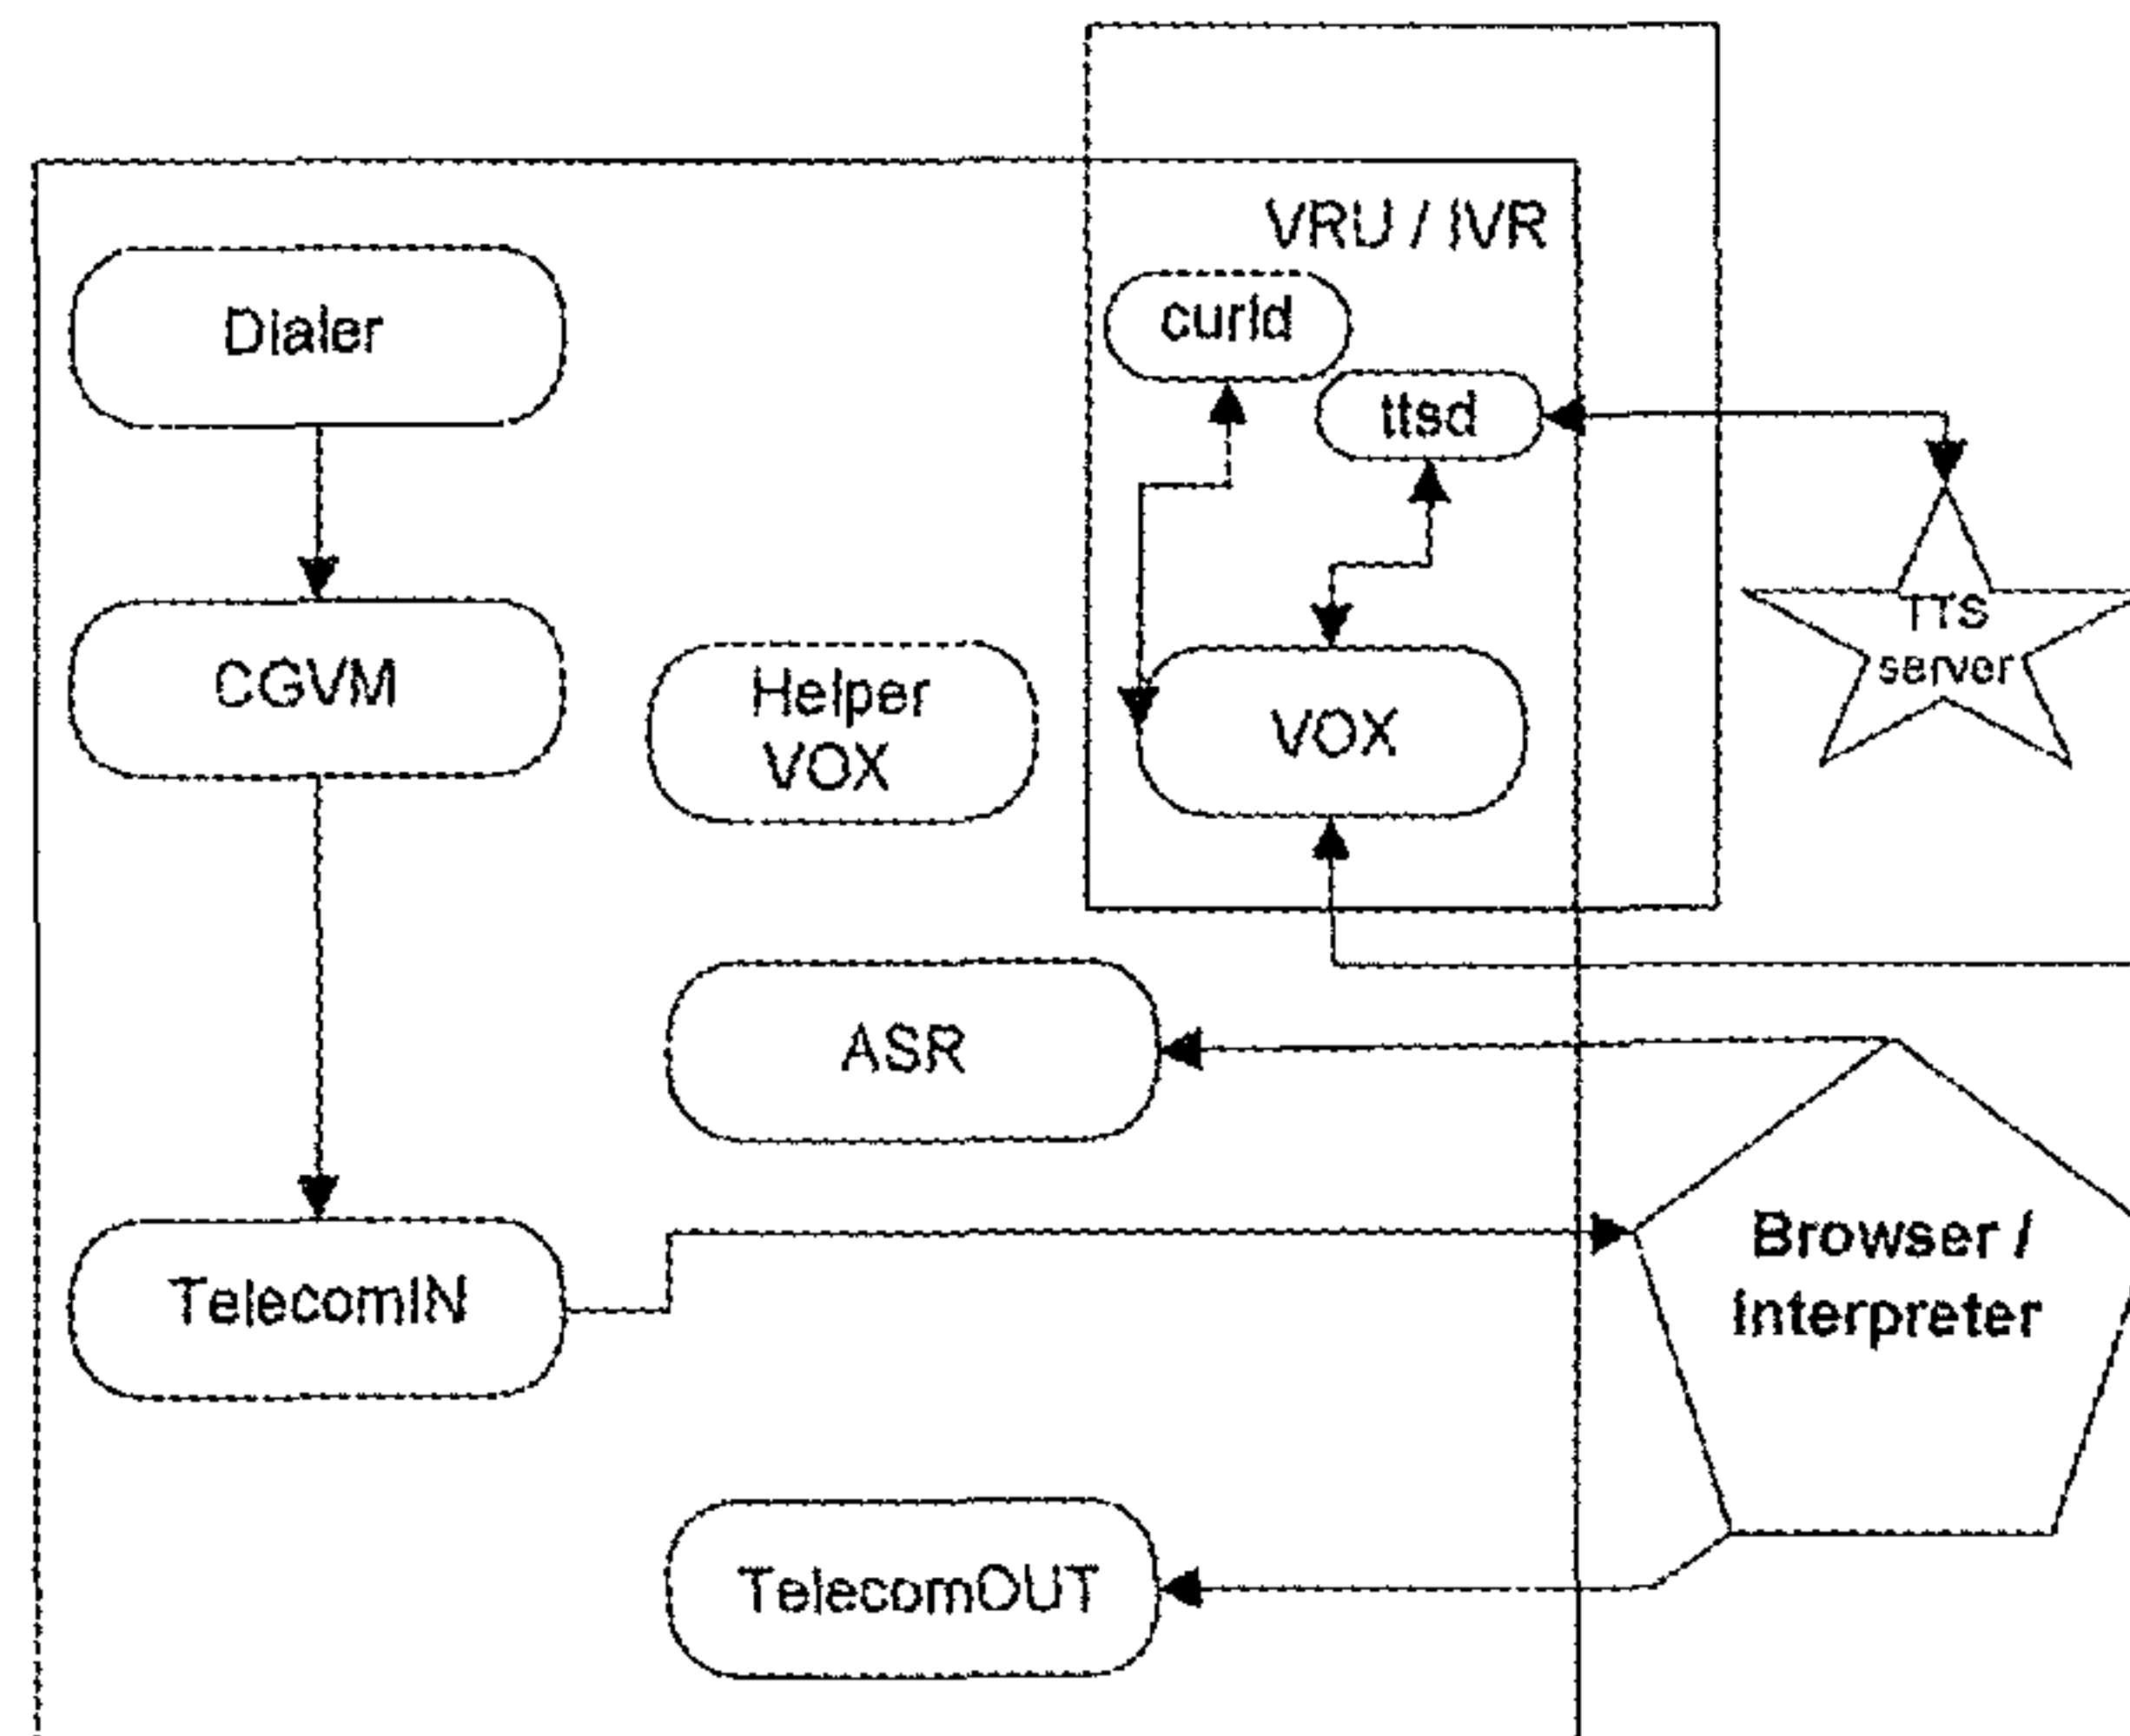 VRU / IVR
Dialer
curld
ttsd
TTS
server
CGVM
Helper
VOX
VOX
ASR
Browser /
Interpreter
TelecomIN
TelecomOUT